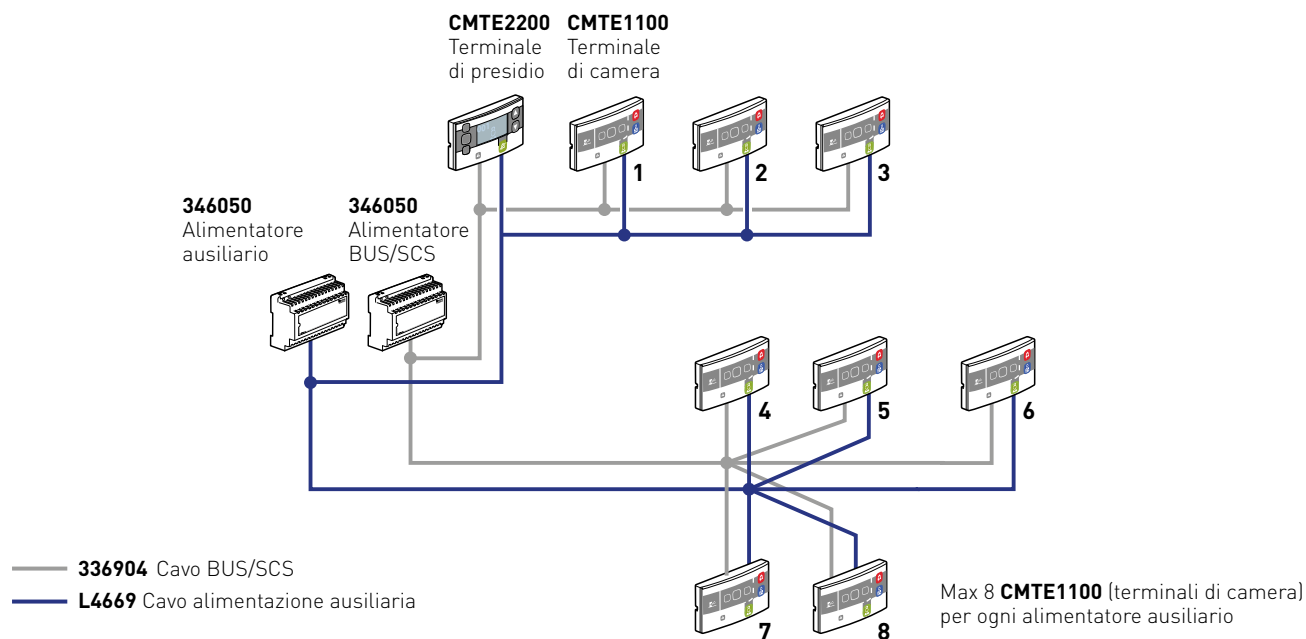 CMTE2200
Terminale
di presidio
CMTE1100
Terminale
di camera
1
2
3
346050
Alimentatore
ausiliario
346050
Alimentatore
BUS/SCS
4
5
6
7
8
336904 Cavo BUS/SCS
L4669 Cavo alimentazione ausiliaria
Max 8 CMTE1100 (terminali di camera)
per ogni alimentatore ausiliario